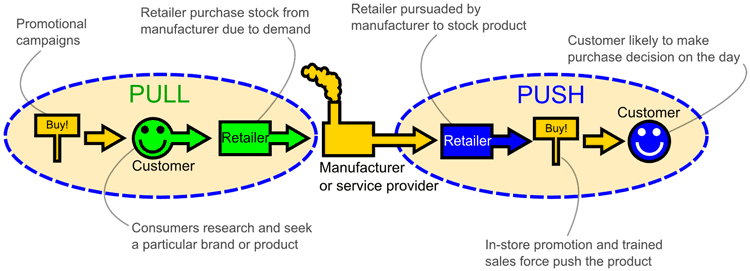 Promotional
campaigns
Retailer purchase stock from
manufacturer due to demand
Retailer pursuaded by
manufacturer to stock product
Customer likely to make
purchase decision on the day
PULL
PUSH
Buy!
Customer
Retailer
Manufacturer
or service provider
Retailer
Buy!
Customer
Consumers research and seek
a particular brand or product
In-store promotion and trained
sales force push the product